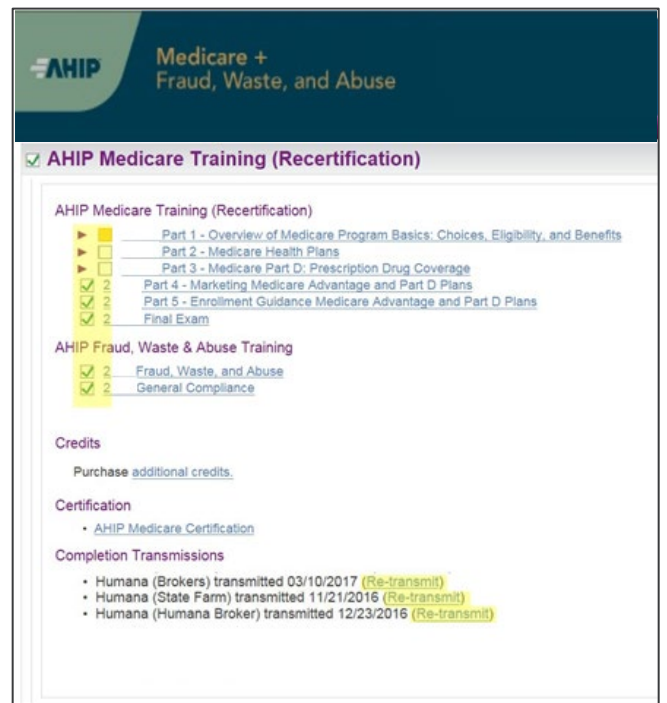 AHIP
Medicare +
Fraud, Waste, and Abuse
AHIP Medicare Training (Recertification)
AHIP Medicare Training (Recertification)
Part 1 - Overview of Medicare Program Basics: Choices, Eligibility, and Benefits
Part 2 - Medicare Health Plans
Part 3 - Medicare Part D: Prescription Drug Coverage
2 Part 4 - Marketing Medicare Advantage and Part D Plans
2 Part 5 - Enrollment Guidance Medicare Advantage and Part D Plans
2 Final Exam
AHIP Fraud, Waste & Abuse Training
2 Fraud, Waste, and Abuse
2 General Compliance
Credits
Purchase additional credits.
Certification
• AHIP Medicare Certification
Completion Transmissions
• Humana (Brokers) transmitted 03/10/2017 (Re-transmit)
• Humana (State Farm) transmitted 11/21/2016 (Re-transmit)
• Humana (Humana Broker) transmitted 12/23/2016 (Re-transmit)